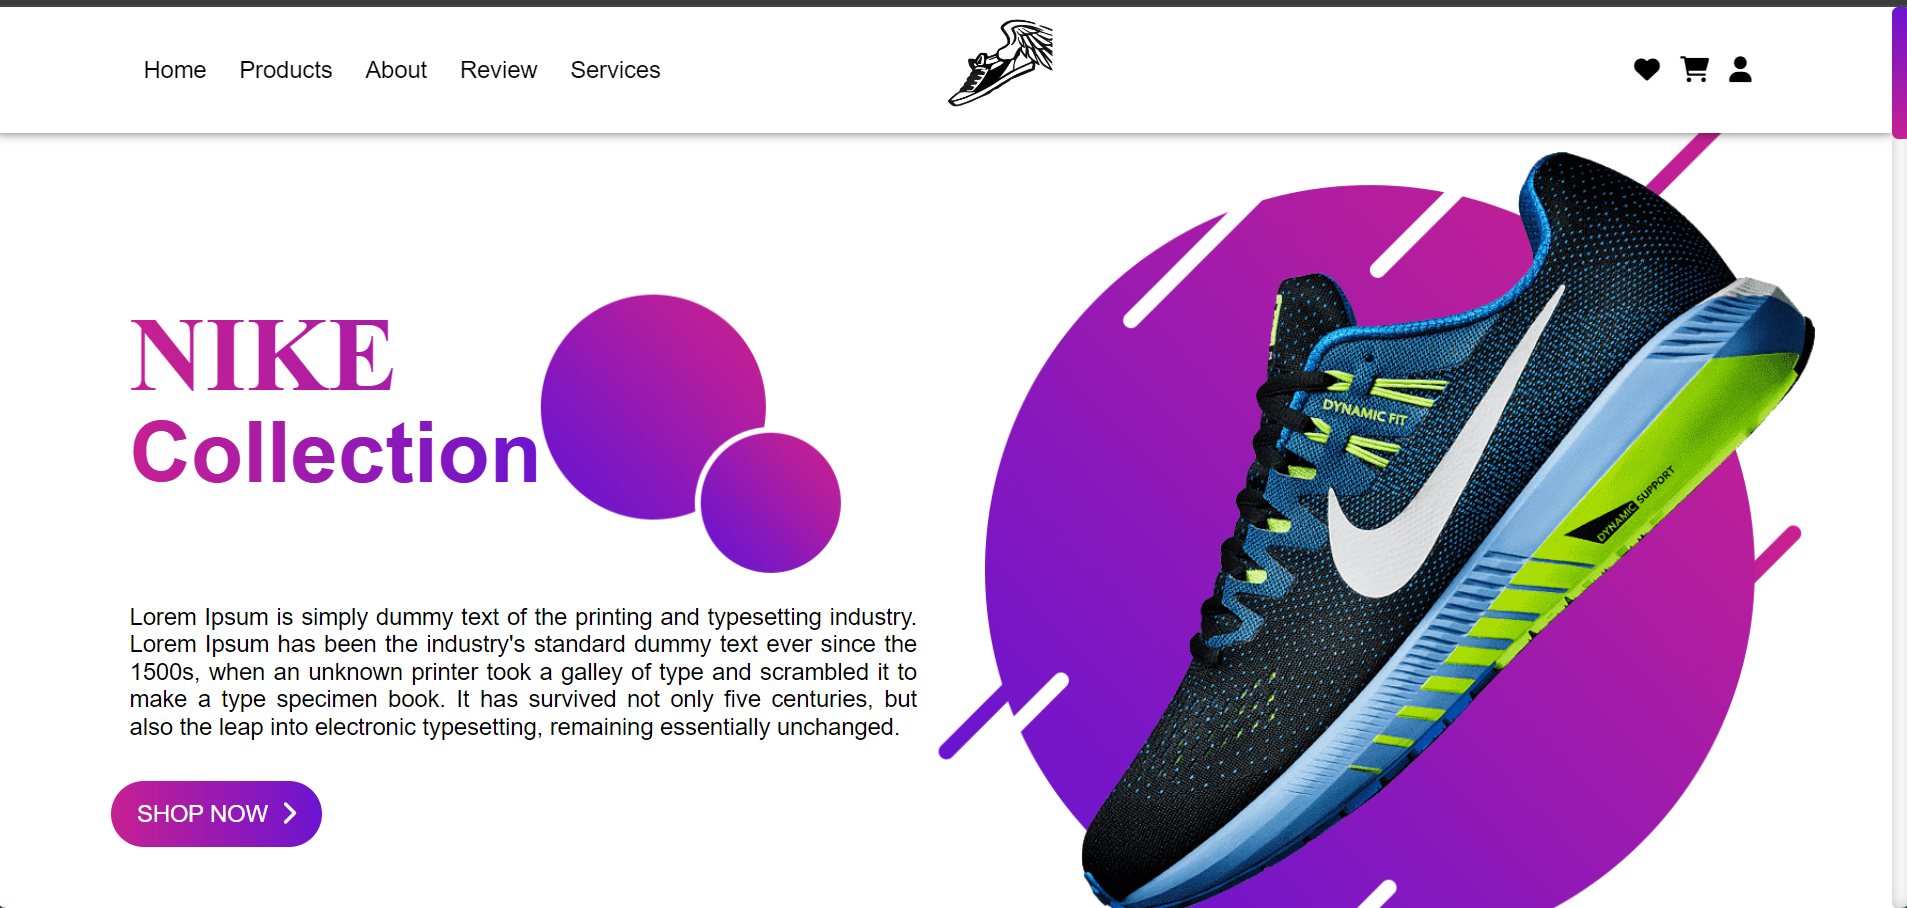 Home Products About Review Services
NIKE
Collection
Lorem Ipsum is simply dummy text of the printing and typesetting industry.
Lorem Ipsum has been the industry's standard dummy text ever since the
1500s, when an unknown printer took a galley of type and scrambled it to
make a type specimen book. It has survived not only five centuries, but
also the leap into electronic typesetting, remaining essentially unchanged.
SHOP NOW
DYNAMIC FIT
DYNAMIC SUPPORT